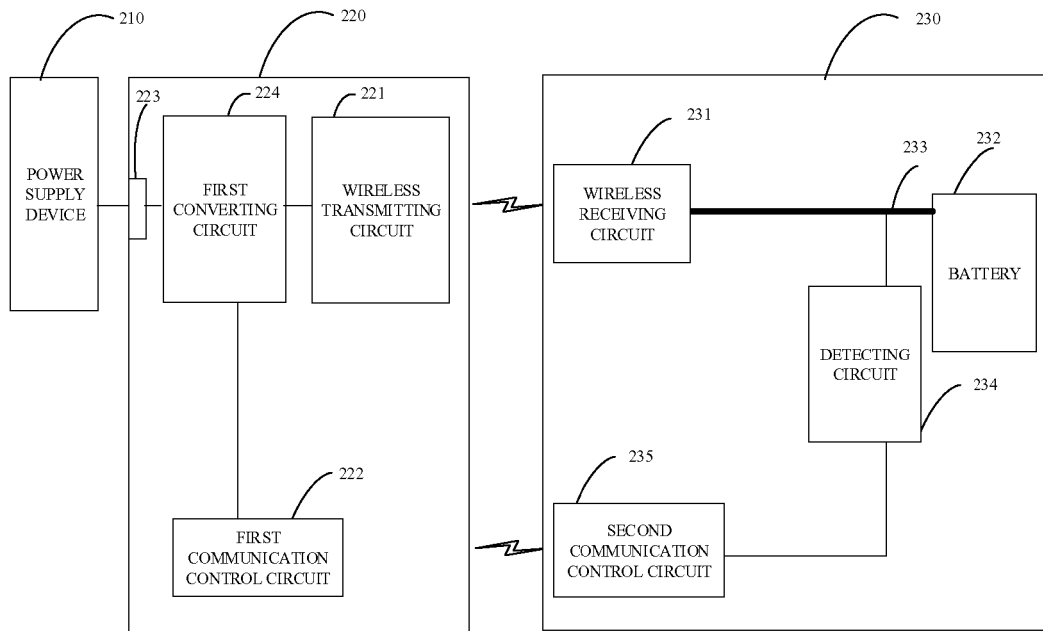 210
220
230
223
224
221
231
233
232
POWER
SUPPLY
DEVICE
FIRST
CONVERTING
CIRCUIT
WIRELESS
TRANSMITTING
CIRCUIT
WIRELESS
RECEIVING
CIRCUIT
BATTERY
DETECTING
CIRCUIT
234
222
235
FIRST
COMMUNICATION
CONTROL CIRCUIT
SECOND
COMMUNICATION
CONTROL CIRCUIT